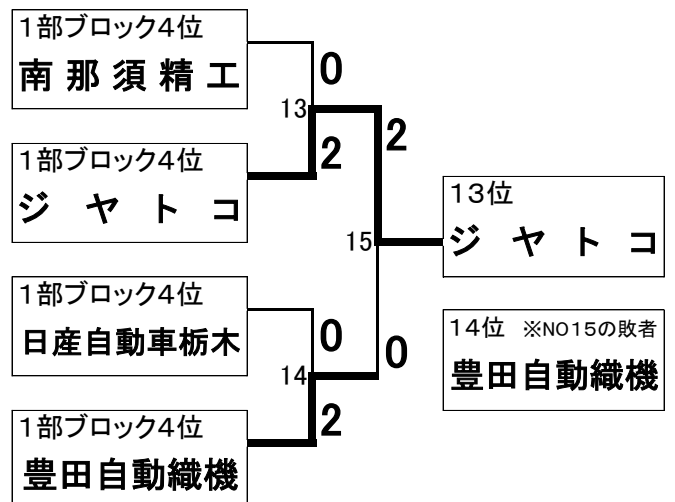 1部ブロック4位
南那須精工
0
13
2
1部ブロック4位
ジヤトコ
2
15
13位
ジヤトコ
1部ブロック4位
日産自動車栃木
0
14
2
0
14位 ※NO15の敗者
豊田自動織機
1部ブロック4位
豊田自動織機